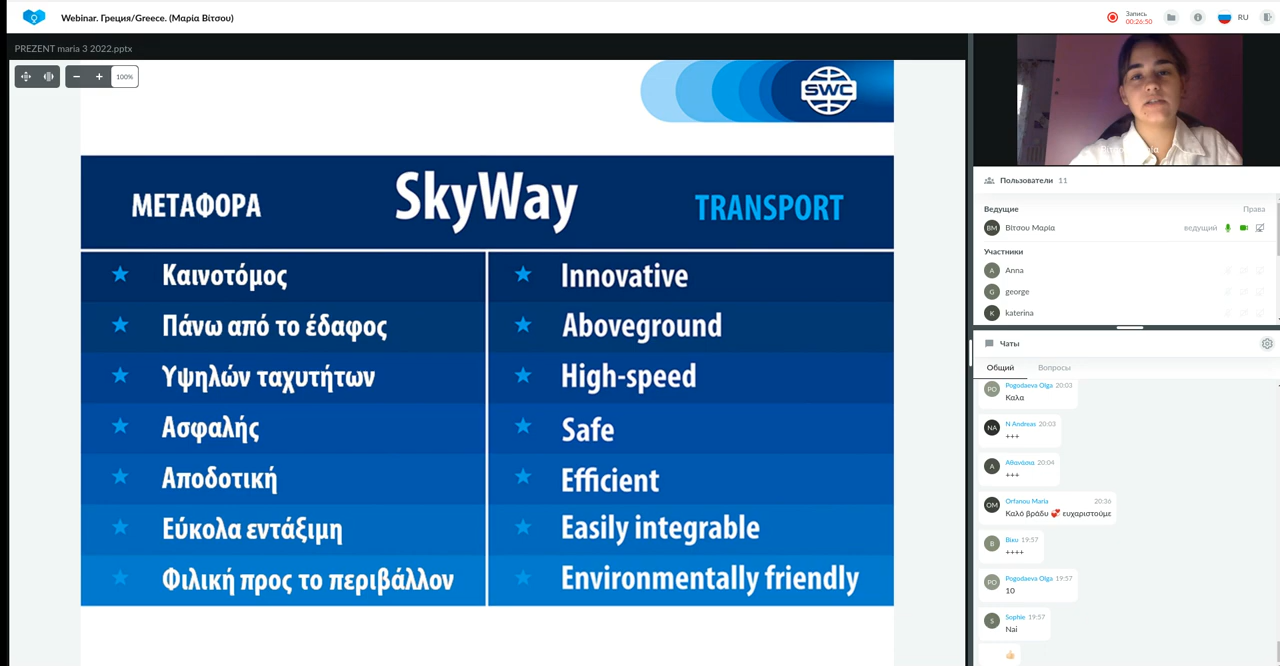 Webinar. Греция/Greece. (Μαρία Βίτσου)
Запись
00:26:50
RU
PREZENT maria 3 2022.pptx
100%
SWC
ΜΕΤΑΦΟΡΑ SkyWay TRANSPORT
Καινοτόμος
Innovative
Πάνω από το έδαφος
Aboveground
Υψηλών ταχυτήτων
High-speed
Ασφαλής
Safe
Αποδοτική
Efficient
Εύκολα εντάξιμη
Easily integrable
Φιλική προς το περιβάλλον
Environmentally friendly
Пользователи 11
Ведущие Права
ΒΜ Βίτσου Μαρία ведущий
Участники
A Anna
G george
K katerina
Чаты
Общий Вопросы
PO Pogodaeva Olga 20:03
Καλα
NA N Andreas 20:03
+++
Α Αθανάσια 20:04
+++
OM Orfanou Maria 20:36
Καλό βράδυ 💞 ευχαριστούμε
Β Βίκυ 19:57
++++
PO Pogodaeva Olga 19:57
10
S Sophie 19:57
Nai
👍🏻